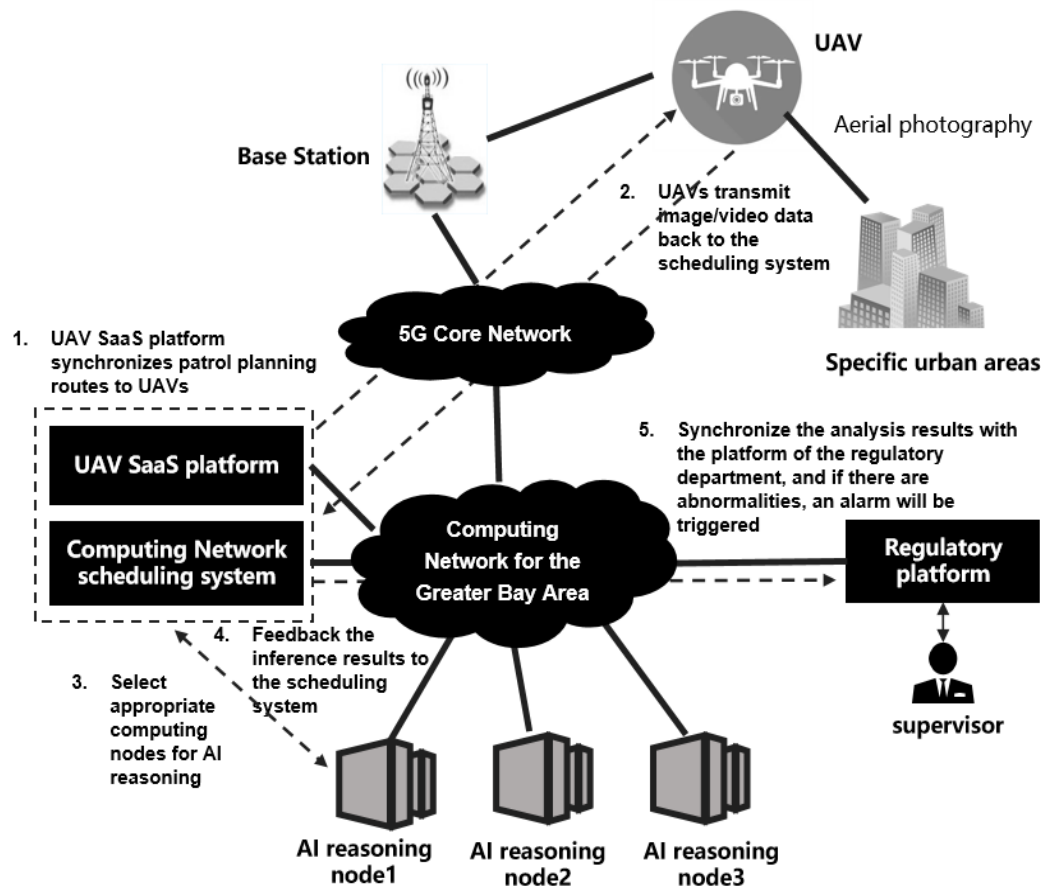 UAV
Aerial photography
Base Station
2. UAVs transmit
image/video data
back to the
scheduling system
5G Core Network
Specific urban areas
1. UAV SaaS platform
synchronizes patrol planning
routes to UAVs
UAV SaaS platform
Computing Network
scheduling system
Computing
Network for the
Greater Bay Area
5. Synchronize the analysis results with
the platform of the regulatory
department, and if there are
abnormalities, an alarm will be
triggered
Regulatory
platform
supervisor
4. Feedback the
inference results to
the scheduling
system
3. Select
appropriate
computing
nodes for AI
reasoning
AI reasoning
node1
AI reasoning
node2
AI reasoning
node3